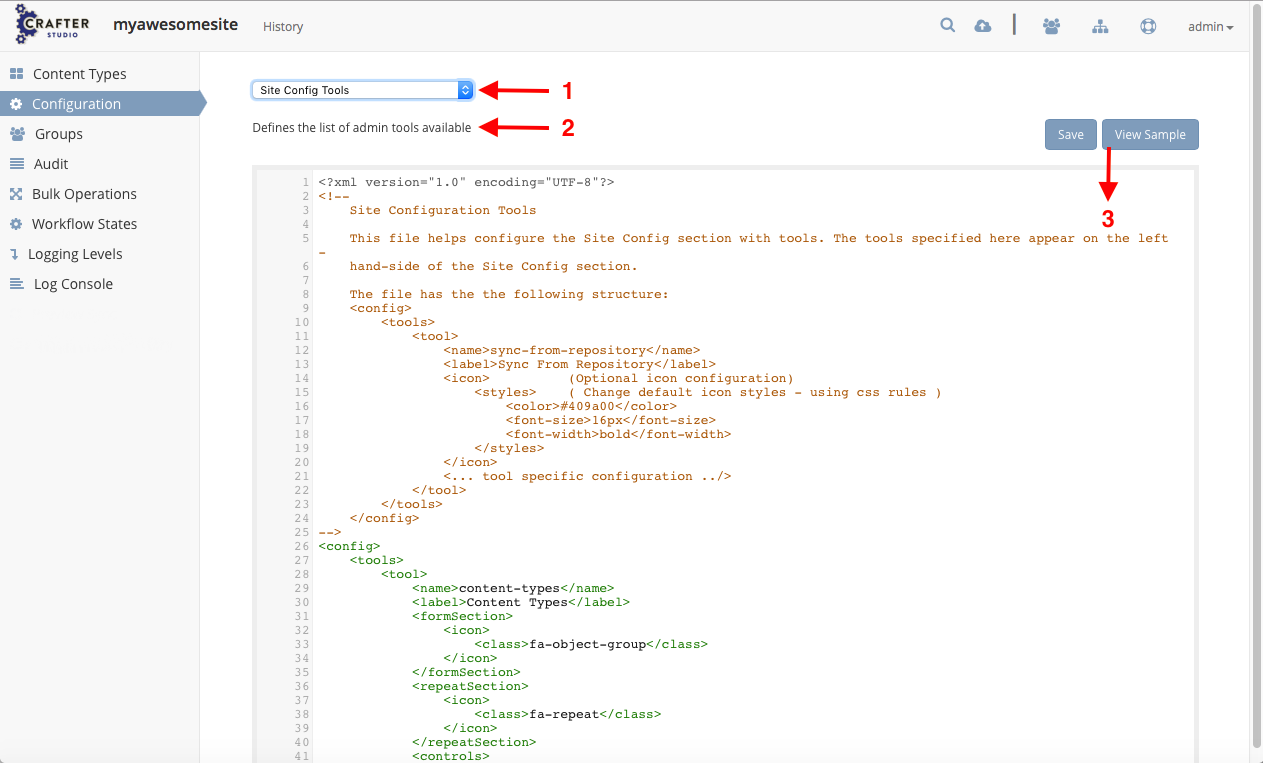 CRAFTER
STUDIO
myawesomesite
History
admin
Content Types
Configuration
Groups
Audit
Bulk Operations
Workflow States
Logging Levels
Log Console
Site Config Tools
1
Defines the list of admin tools available
2
Save
View Sample
3
1 <?xml version="1.0" encoding="UTF-8"?>
2 <!--
3     Site Configuration Tools
4
5     This file helps configure the Site Config section with tools. The tools specified here appear on the left
-
6     hand-side of the Site Config section.
7
8     The file has the the following structure:
9     <config>
10         <tools>
11             <tool>
12                 <name>sync-from-repository</name>
13                 <label>Sync From Repository</label>
14                 <icon>          (Optional icon configuration)
15                     <styles>    ( Change default icon styles - using css rules )
16                         <color>#409a00</color>
17                         <font-size>16px</font-size>
18                         <font-width>bold</font-width>
19                     </styles>
20                 </icon>
21                 <... tool specific configuration ../>
22             </tool>
23         </tools>
24     </config>
25 -->
26 <config>
27     <tools>
28         <tool>
29             <name>content-types</name>
30             <label>Content Types</label>
31             <formSection>
32                 <icon>
33                     <class>fa-object-group</class>
34                 </icon>
35             </formSection>
36             <repeatSection>
37                 <icon>
38                     <class>fa-repeat</class>
39                 </icon>
40             </repeatSection>
41             <controls>